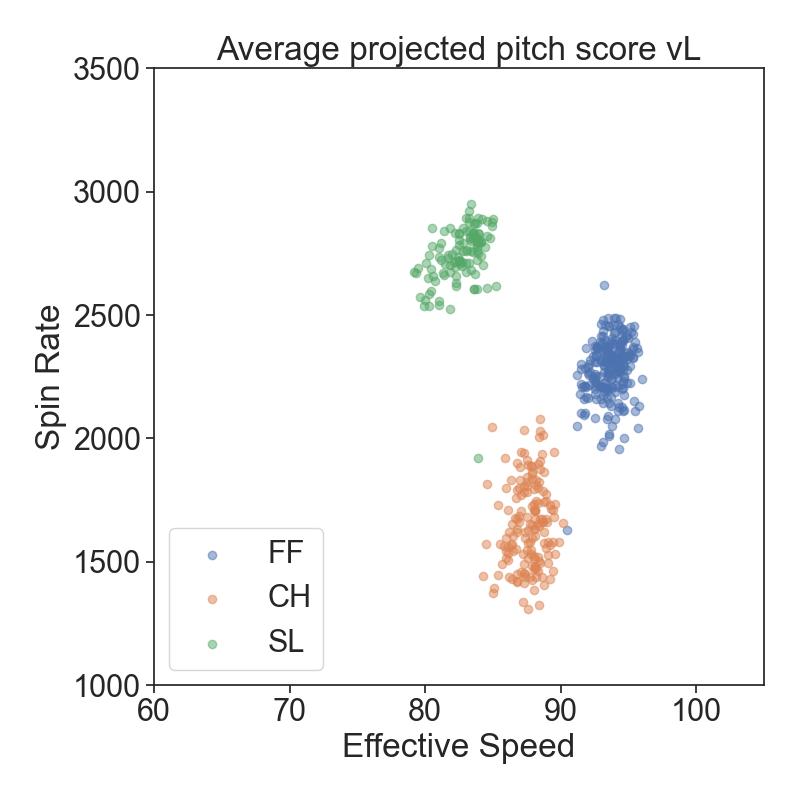 Average projected pitch score vL
3500
3000
2500
2000
1500
1000
Spin Rate
FF
CH
SL
60 70 80 90 100
Effective Speed